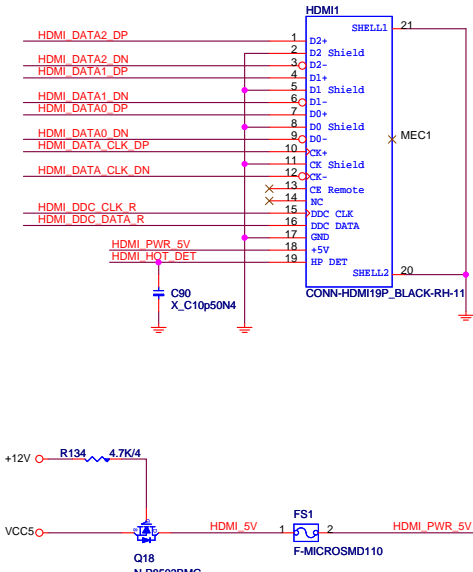 HDMI1
SHELL1 21
HDMI_DATA2_DP 1 D2+
2 D2 Shield
HDMI_DATA2_DN 3 D2-
HDMI_DATA1_DP 4 D1+
5 D1 Shield
HDMI_DATA1_DN 6 D1-
HDMI_DATA0_DP 7 D0+
8 D0 Shield
HDMI_DATA0_DN 9 D0-
MEC1
HDMI_DATA_CLK_DP 10 CK+
11 CK Shield
HDMI_DATA_CLK_DN 12 CK-
13 CE Remote
14 NC
HDMI_DDC_CLK_R 15 DDC CLK
HDMI_DDC_DATA_R 16 DDC DATA
17 GND
HDMI_PWR_5V 18 +5V
HDMI_HOT_DET 19 HP DET
SHELL2 20
CONN-HDMI19P_BLACK-RH-11
C90
X_C10p50N4
+12V R134 4.7K/4
VCC5 HDMI_5V 1 FS1 2 HDMI_PWR_5V
F-MICROSMD110
Q18